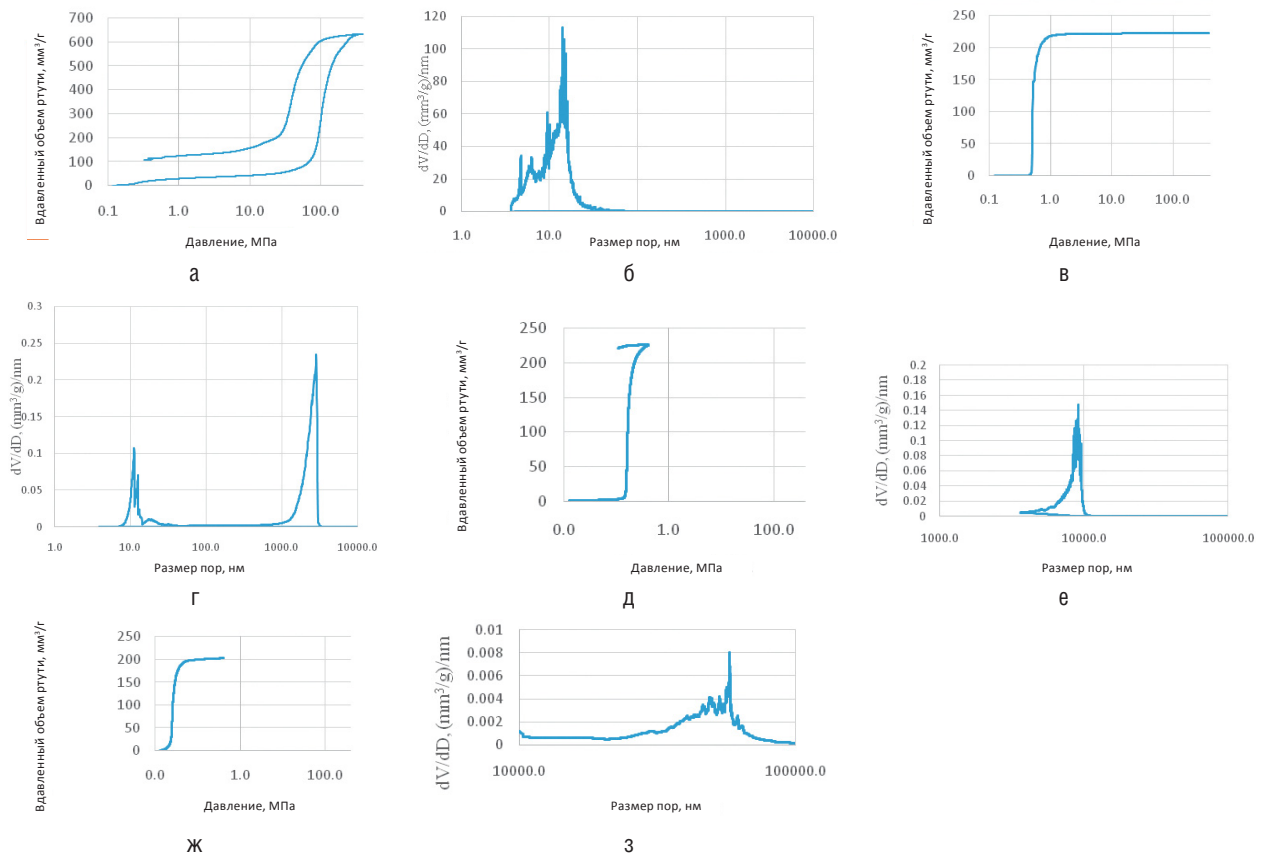 Вдавленный объем ртути, мм³/г
700
600
500
400
300
200
100
0
0.1 1.0 10.0 100.0
Давление, МПа
а
dV/dD, (mm³/g)/nm
120
100
80
60
40
20
0
1.0 10.0 1000.0 10000.0
Размер пор, нм
б
Вдавленный объем ртути, мм³/г
250
200
150
100
50
0
0.1 1.0 10.0 100.0
Давление, МПа
в
dV/dD, (mm³/g)/nm
0.3
0.25
0.2
0.15
0.1
0.05
0
1.0 10.0 100.0 1000.0 10000.0
Размер пор, нм
г
Вдавленный объем ртути, мм³/г
250
200
150
100
50
0
0.0 1.0 100.0
Давление, МПа
д
dV/dD, (mm³/g)/nm
0.2
0.18
0.16
0.14
0.12
0.1
0.08
0.06
0.04
0.02
0
1000.0 10000.0 100000.0
Размер пор, нм
е
Вдавленный объем ртути, мм³/г
250
200
150
100
50
0
0.0 1.0 100.0
Давление, МПа
ж
dV/dD, (mm³/g)/nm
0.01
0.008
0.006
0.004
0.002
0
10000.0 100000.0
Размер пор, нм
з